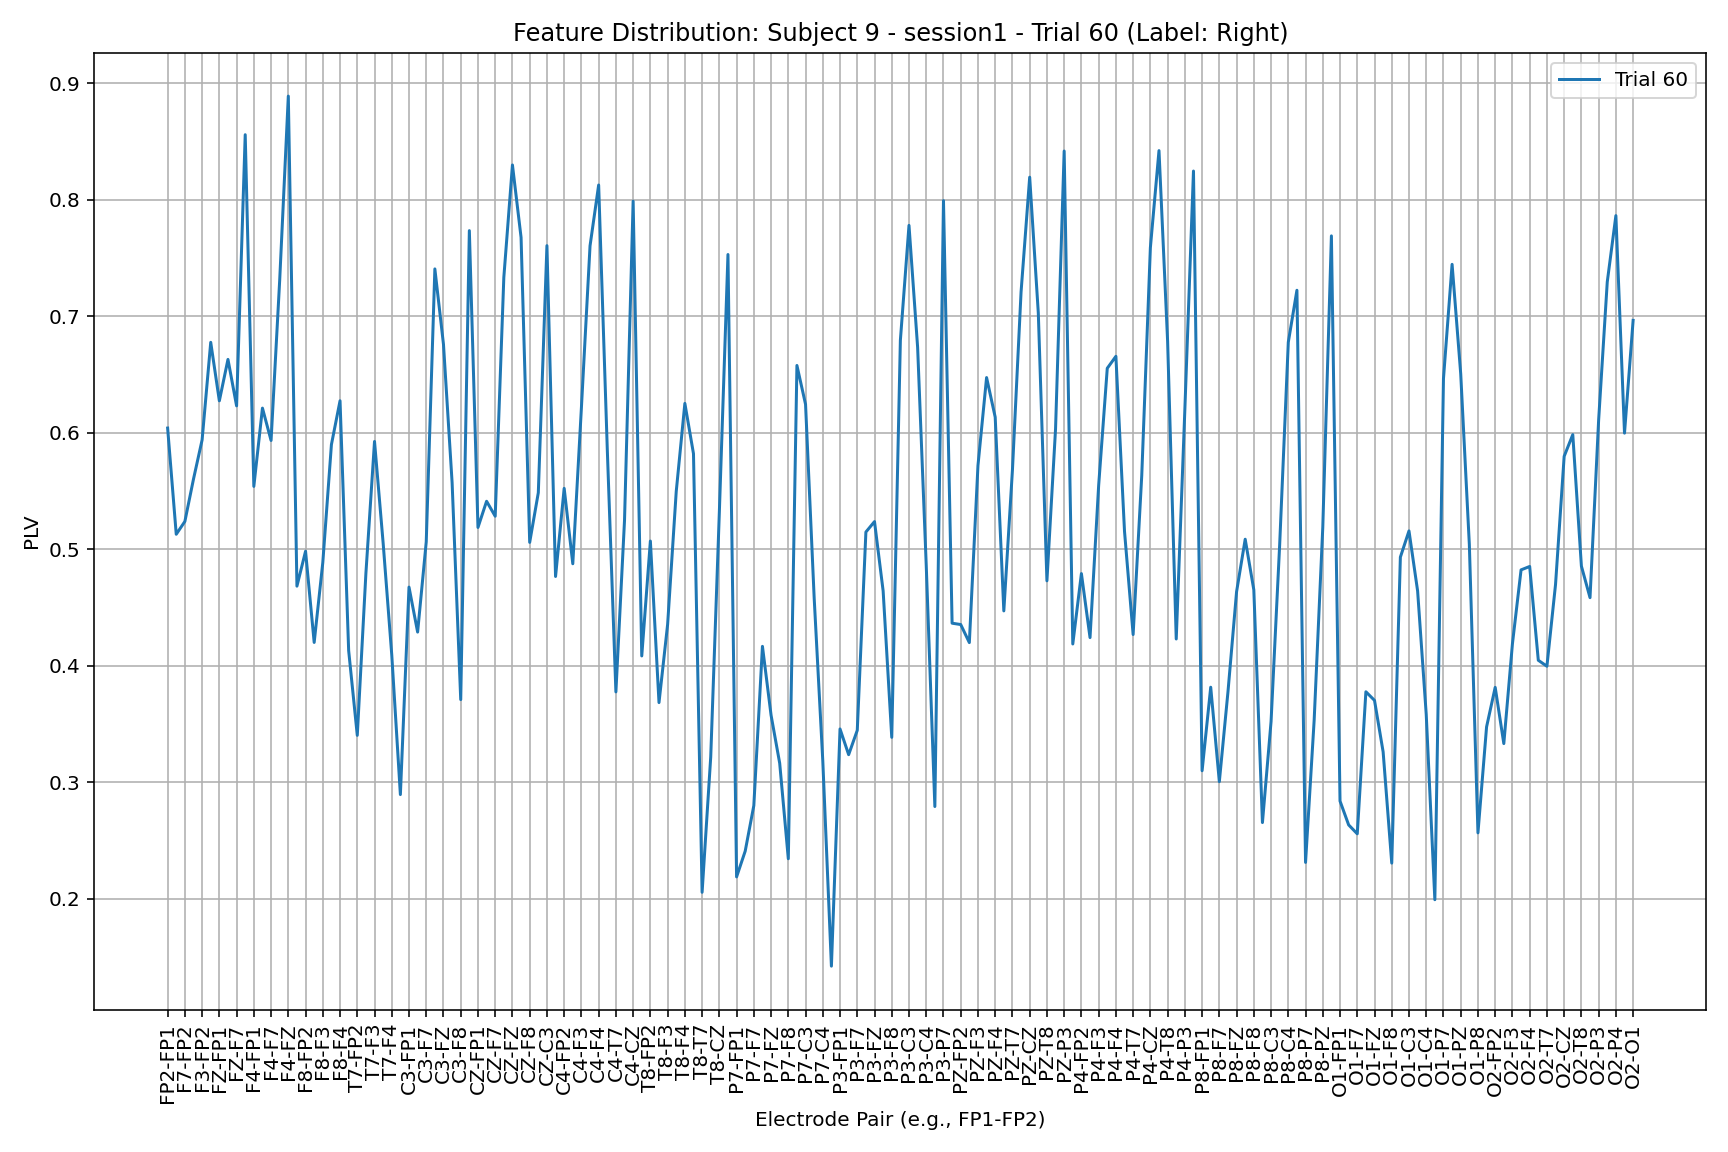 Feature Distribution: Subject 9 - session1 - Trial 60 (Label: Right)
Trial 60
PLV
0.9
0.8
0.7
0.6
0.5
0.4
0.3
0.2
FP2-FP1
F7-FP2
F3-FP2
FZ-FP1
FZ-F7
F4-FP1
F4-F7
F4-FZ
F8-FP2
F8-F3
F8-F4
T7-FP2
T7-F3
T7-F4
C3-FP1
C3-F7
C3-FZ
C3-F8
CZ-FP1
CZ-F7
CZ-FZ
CZ-F8
CZ-C3
C4-FP2
C4-F3
C4-F4
C4-T7
C4-CZ
T8-FP2
T8-F3
T8-F4
T8-T7
T8-CZ
P7-FP1
P7-F7
P7-FZ
P7-F8
P7-C3
P7-C4
P3-FP1
P3-F7
P3-FZ
P3-F8
P3-C3
P3-C4
P3-P7
PZ-FP2
PZ-F3
PZ-F4
PZ-T7
PZ-CZ
PZ-T8
PZ-P3
P4-FP2
P4-F3
P4-F4
P4-T7
P4-CZ
P4-T8
P4-P3
P8-FP1
P8-F7
P8-FZ
P8-F8
P8-C3
P8-C4
P8-P7
P8-PZ
O1-FP1
O1-F7
O1-FZ
O1-F8
O1-C3
O1-C4
O1-P7
O1-PZ
O1-P8
O2-FP2
O2-F3
O2-F4
O2-T7
O2-CZ
O2-T8
O2-P3
O2-P4
O2-O1
Electrode Pair (e.g., FP1-FP2)